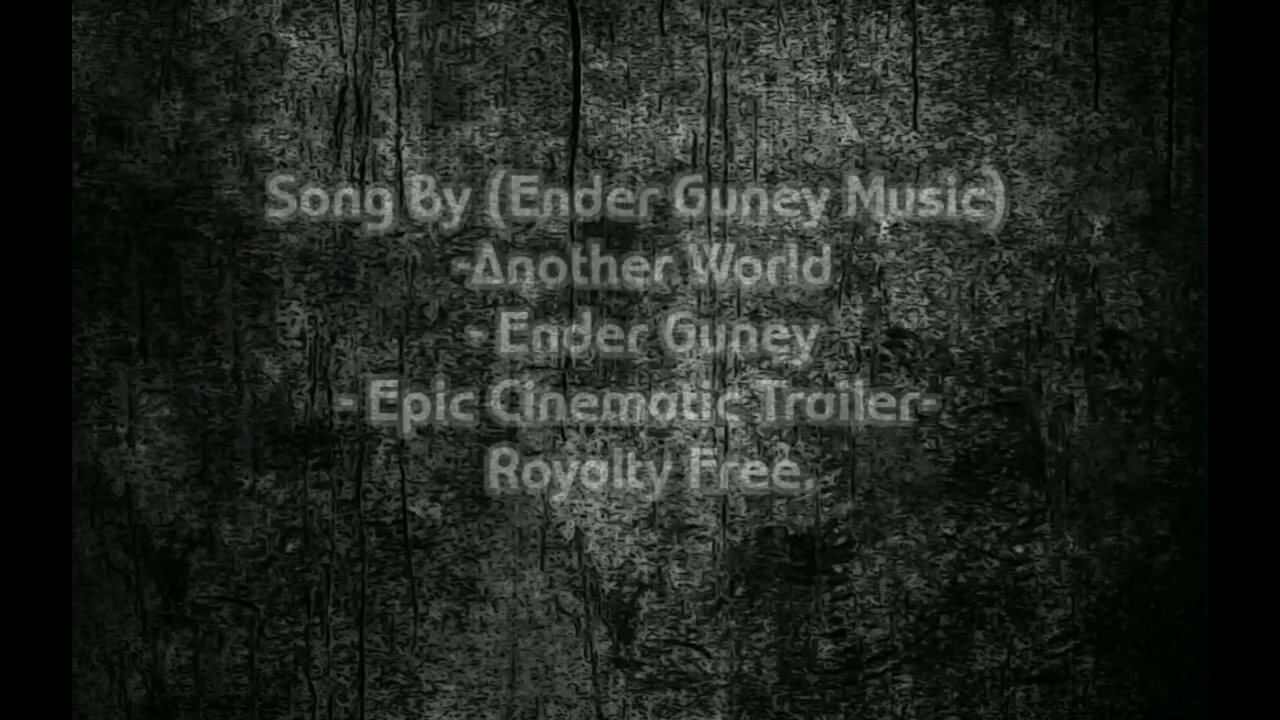 Song By (Ender Guney Music)
-Another World
- Ender Guney
- Epic Cinematic Trailer-
Royalty Free.